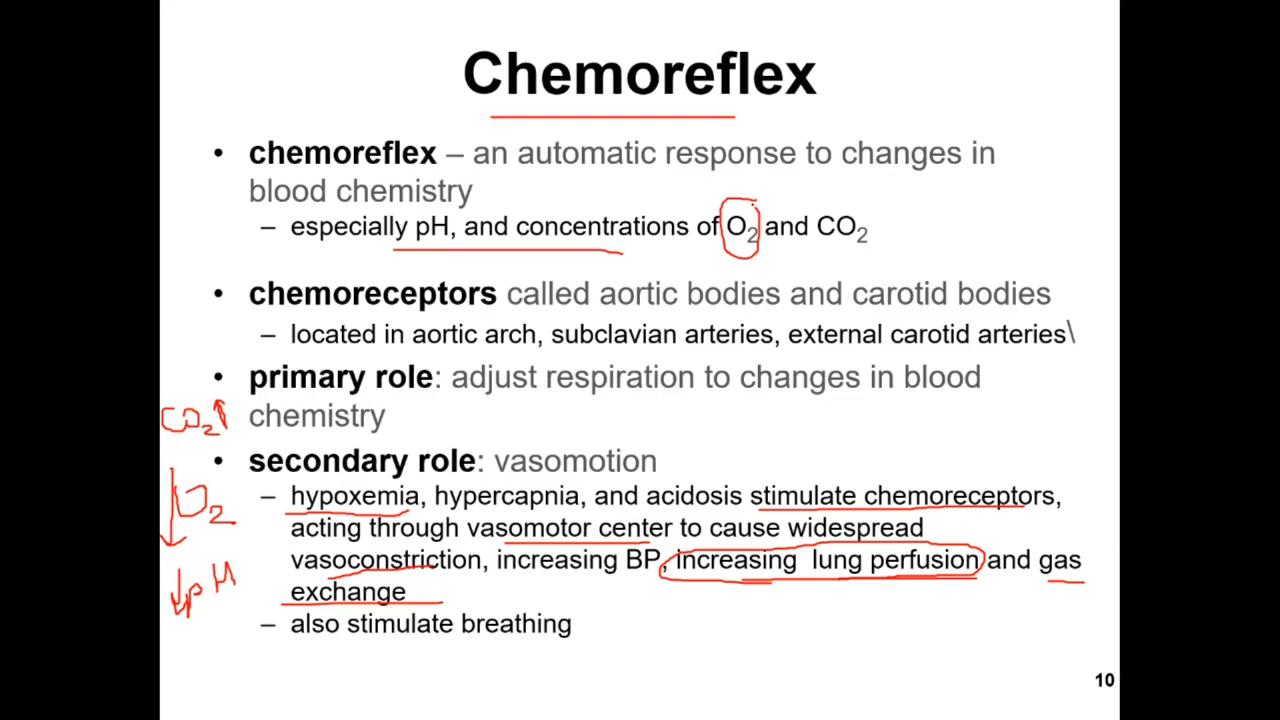 Chemoreflex
• chemoreflex – an automatic response to changes in
blood chemistry
– especially pH, and concentrations of O₂ and CO₂
• chemoreceptors called aortic bodies and carotid bodies
– located in aortic arch, subclavian arteries, external carotid arteries\
• primary role: adjust respiration to changes in blood
CO₂↑ chemistry
• secondary role: vasomotion
↓O₂
– hypoxemia, hypercapnia, and acidosis stimulate chemoreceptors,
acting through vasomotor center to cause widespread
vasoconstriction, increasing BP, increasing lung perfusion and gas
↓pH
exchange
– also stimulate breathing
10